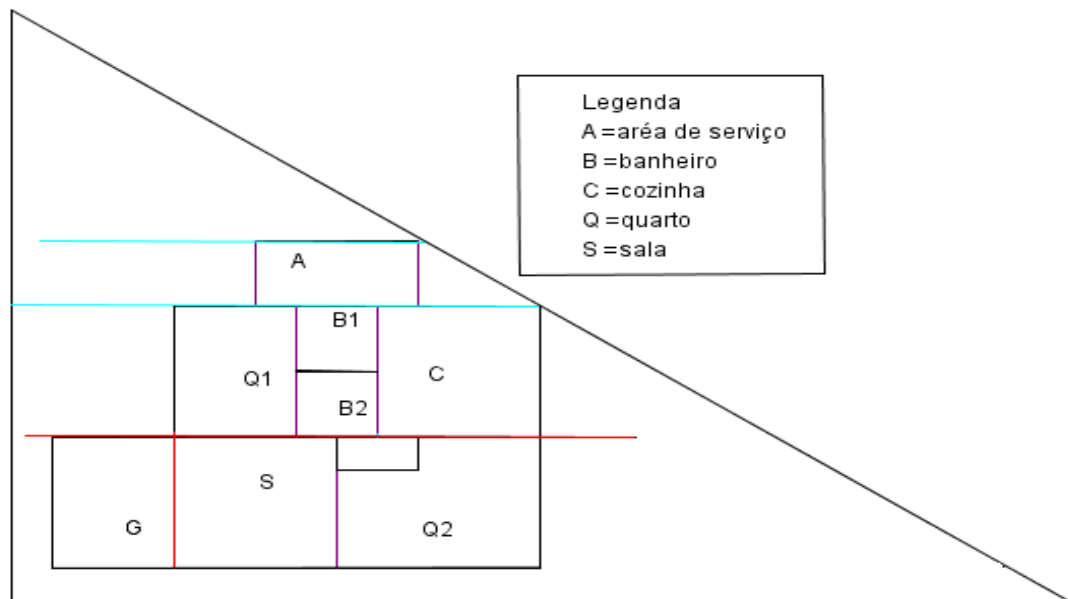 Legenda
A =aréa de serviço
B =banheiro
C =cozinha
Q =quarto
S =sala
A
B1
Q1
C
B2
S
G
Q2